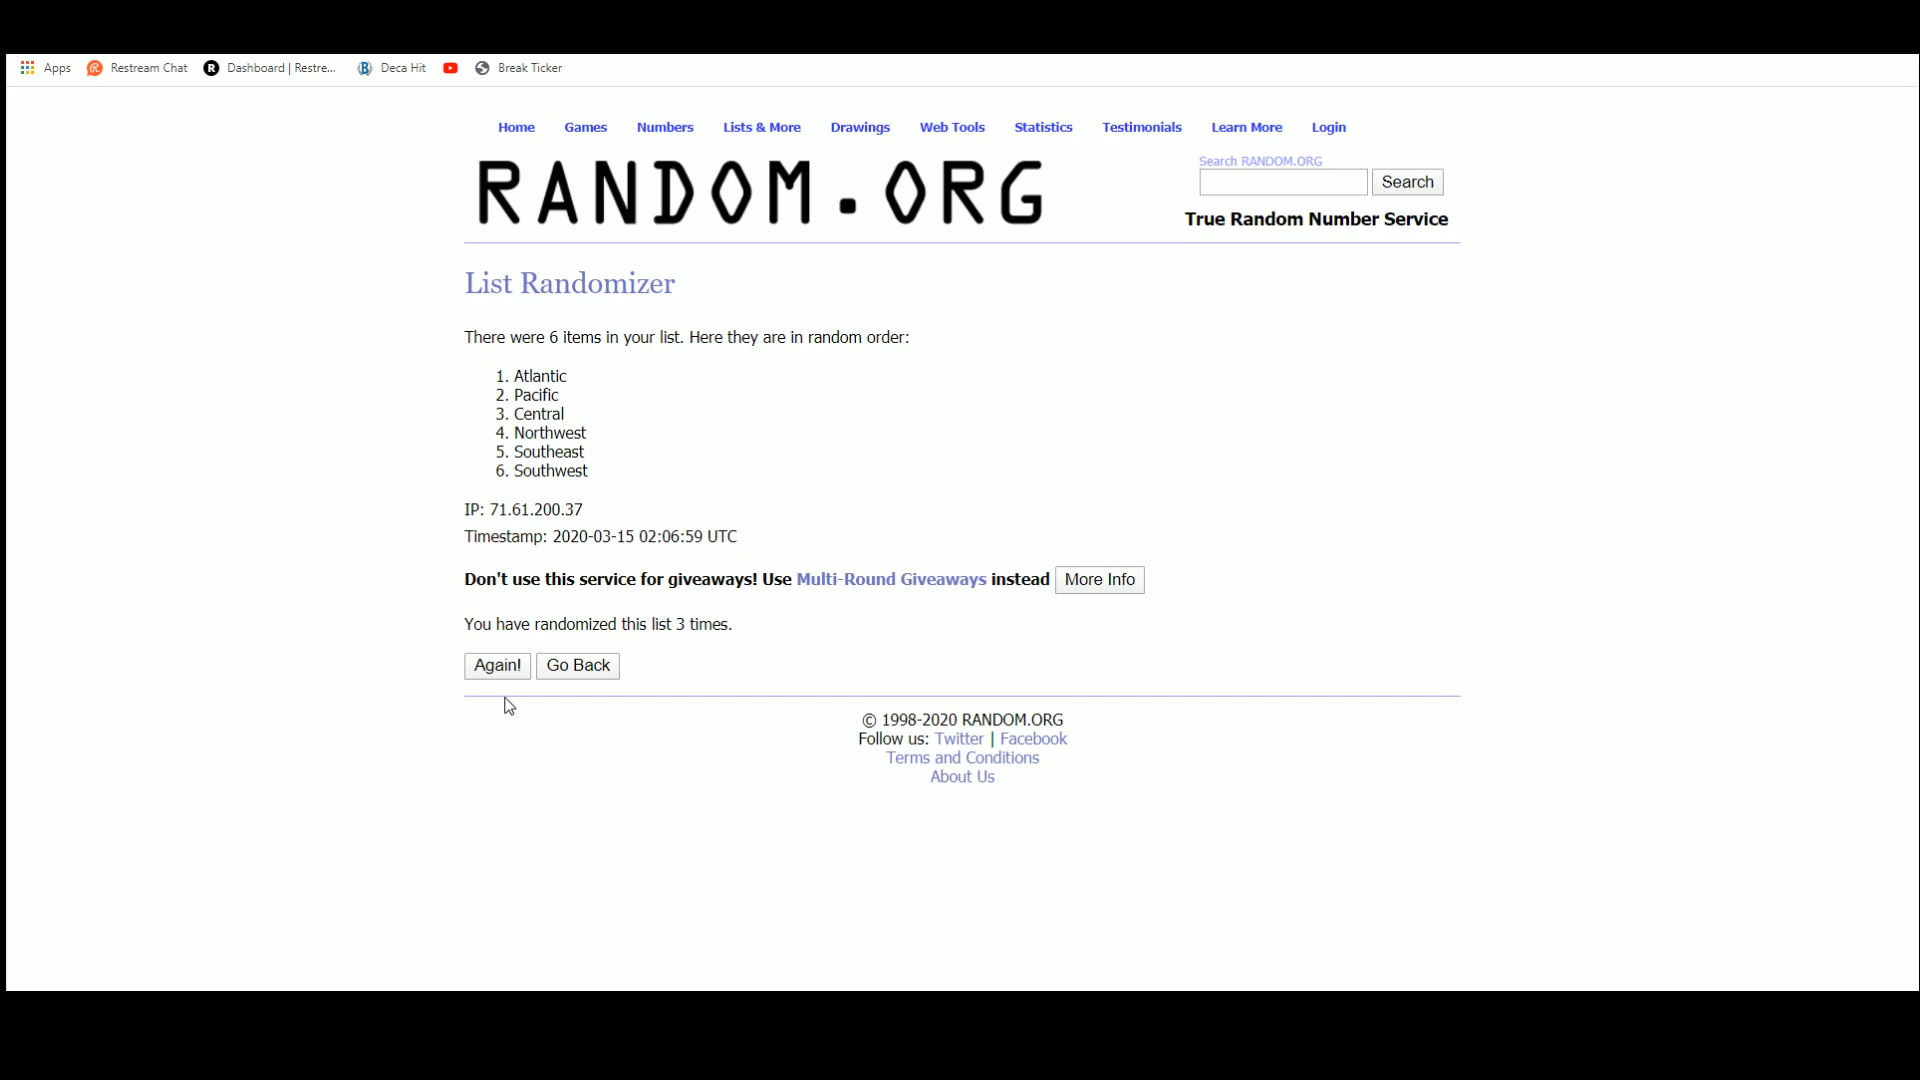 Apps Restream Chat Dashboard | Restre... Deca Hit Break Ticker
Home Games Numbers Lists & More Drawings Web Tools Statistics Testimonials Learn More Login
RANDOM.ORG
Search RANDOM.ORG
Search
True Random Number Service
List Randomizer
There were 6 items in your list. Here they are in random order:
1. Atlantic
2. Pacific
3. Central
4. Northwest
5. Southeast
6. Southwest
IP: 71.61.200.37
Timestamp: 2020-03-15 02:06:59 UTC
Don't use this service for giveaways! Use Multi-Round Giveaways instead More Info
You have randomized this list 3 times.
Again! Go Back
© 1998-2020 RANDOM.ORG
Follow us: Twitter | Facebook
Terms and Conditions
About Us